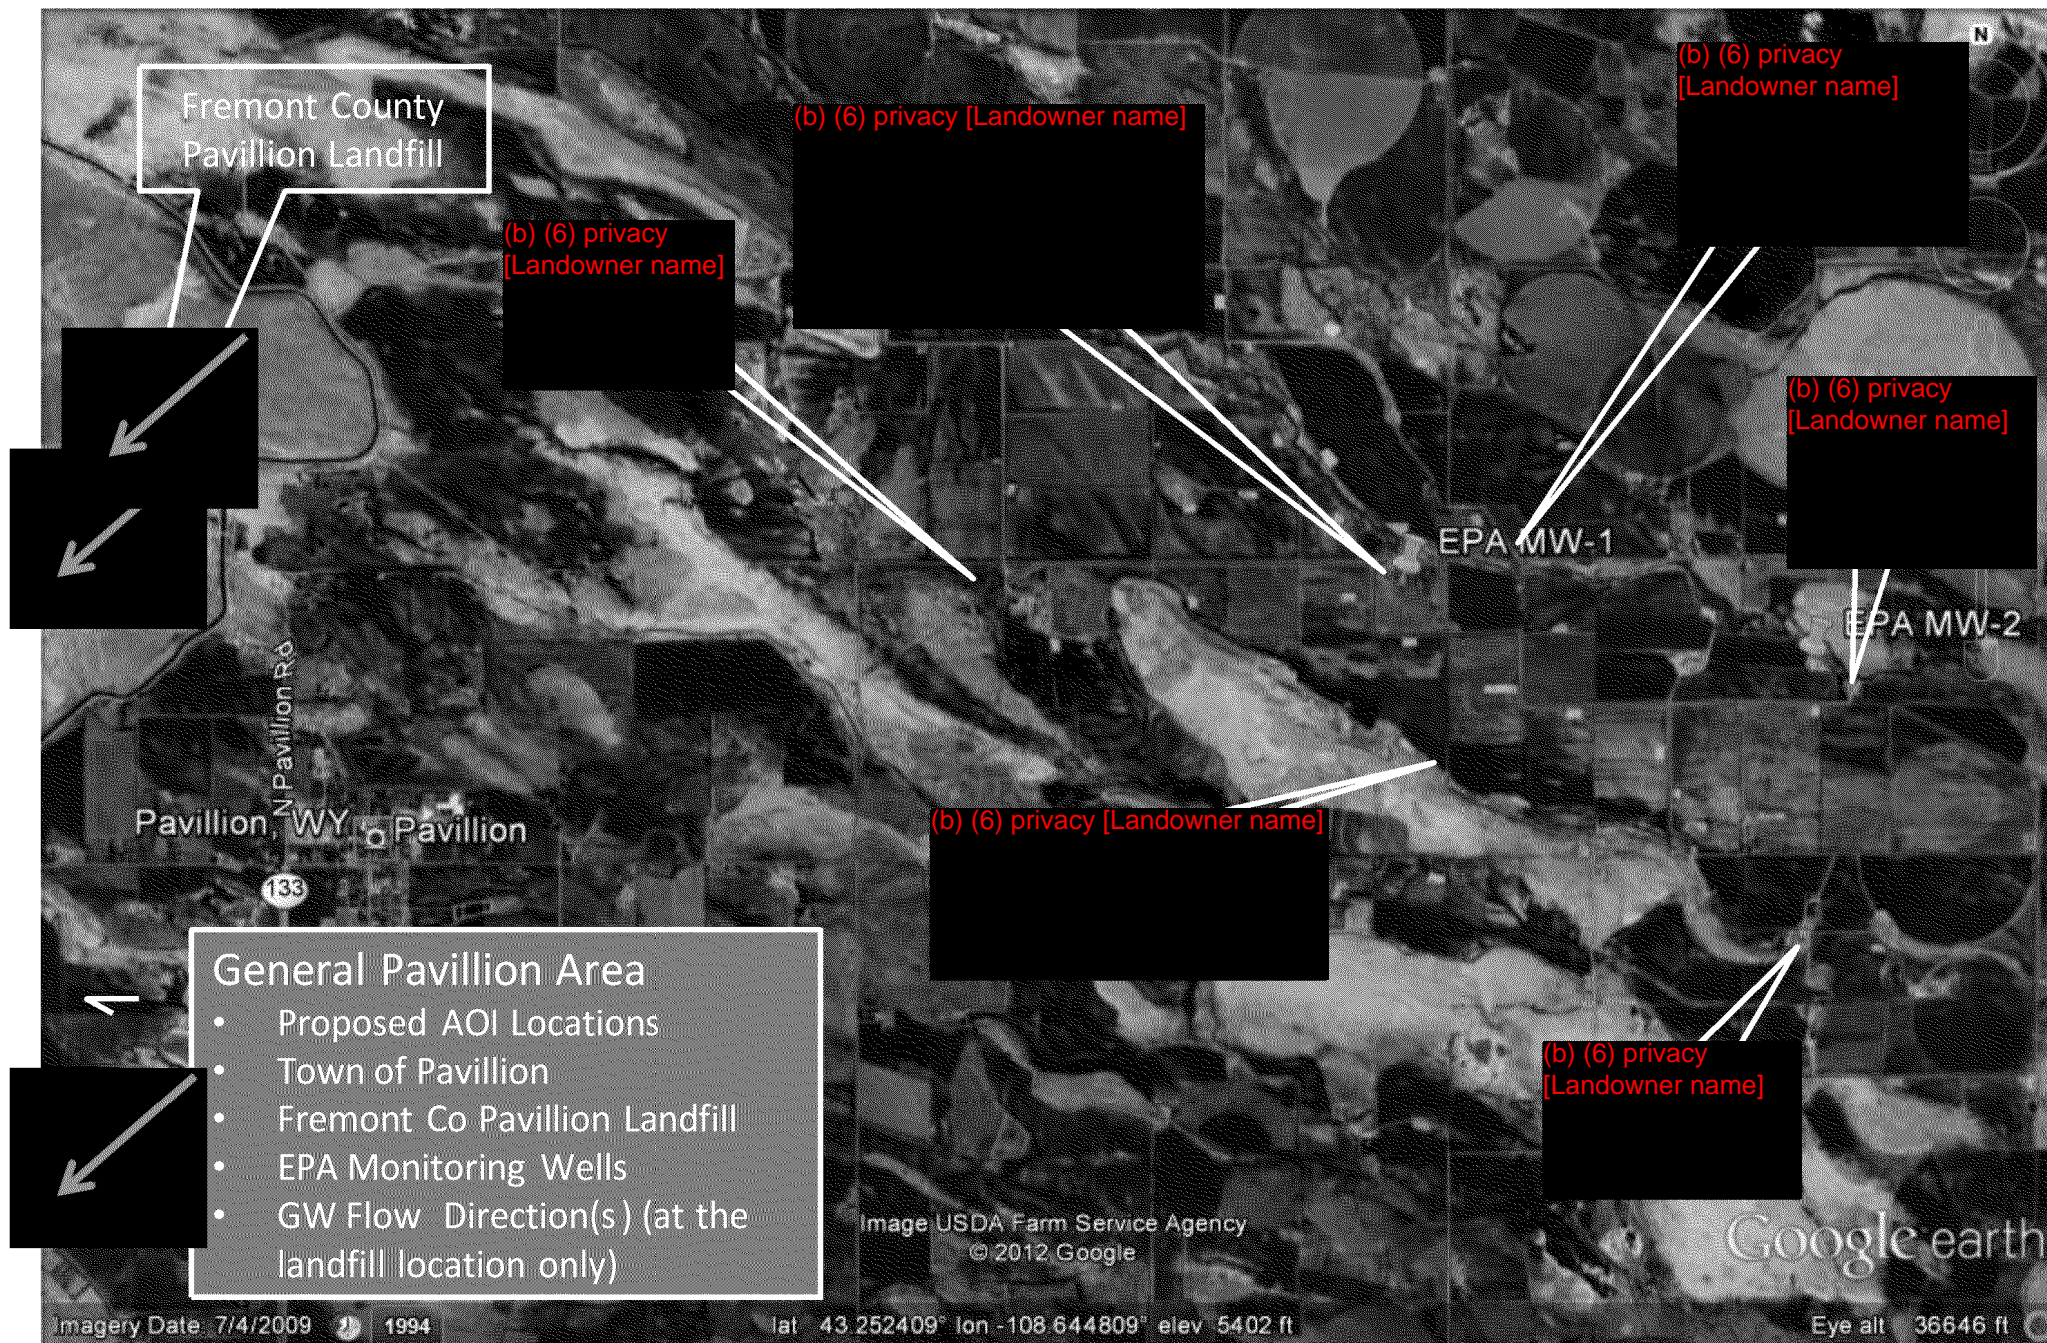 N
(b) (6) privacy
[Landowner name]
Fremont County
Pavillion Landfill
(b) (6) privacy [Landowner name]
(b) (6) privacy
[Landowner name]
(b) (6) privacy
[Landowner name]
EPA MW-1
EPA MW-2
N Pavillion Rd
Pavillion, WY
Pavillion
(b) (6) privacy [Landowner name]
133
General Pavillion Area
• Proposed AOI Locations
• Town of Pavillion
• Fremont Co Pavillion Landfill
• EPA Monitoring Wells
• GW Flow Direction(s) (at the
landfill location only)
(b) (6) privacy
[Landowner name]
Image USDA Farm Service Agency
© 2012 Google
Google earth
Imagery Date 7/4/2009
1994
lat 43.252409° lon -108.644809° elev 5402 ft
Eye alt 36646 ft